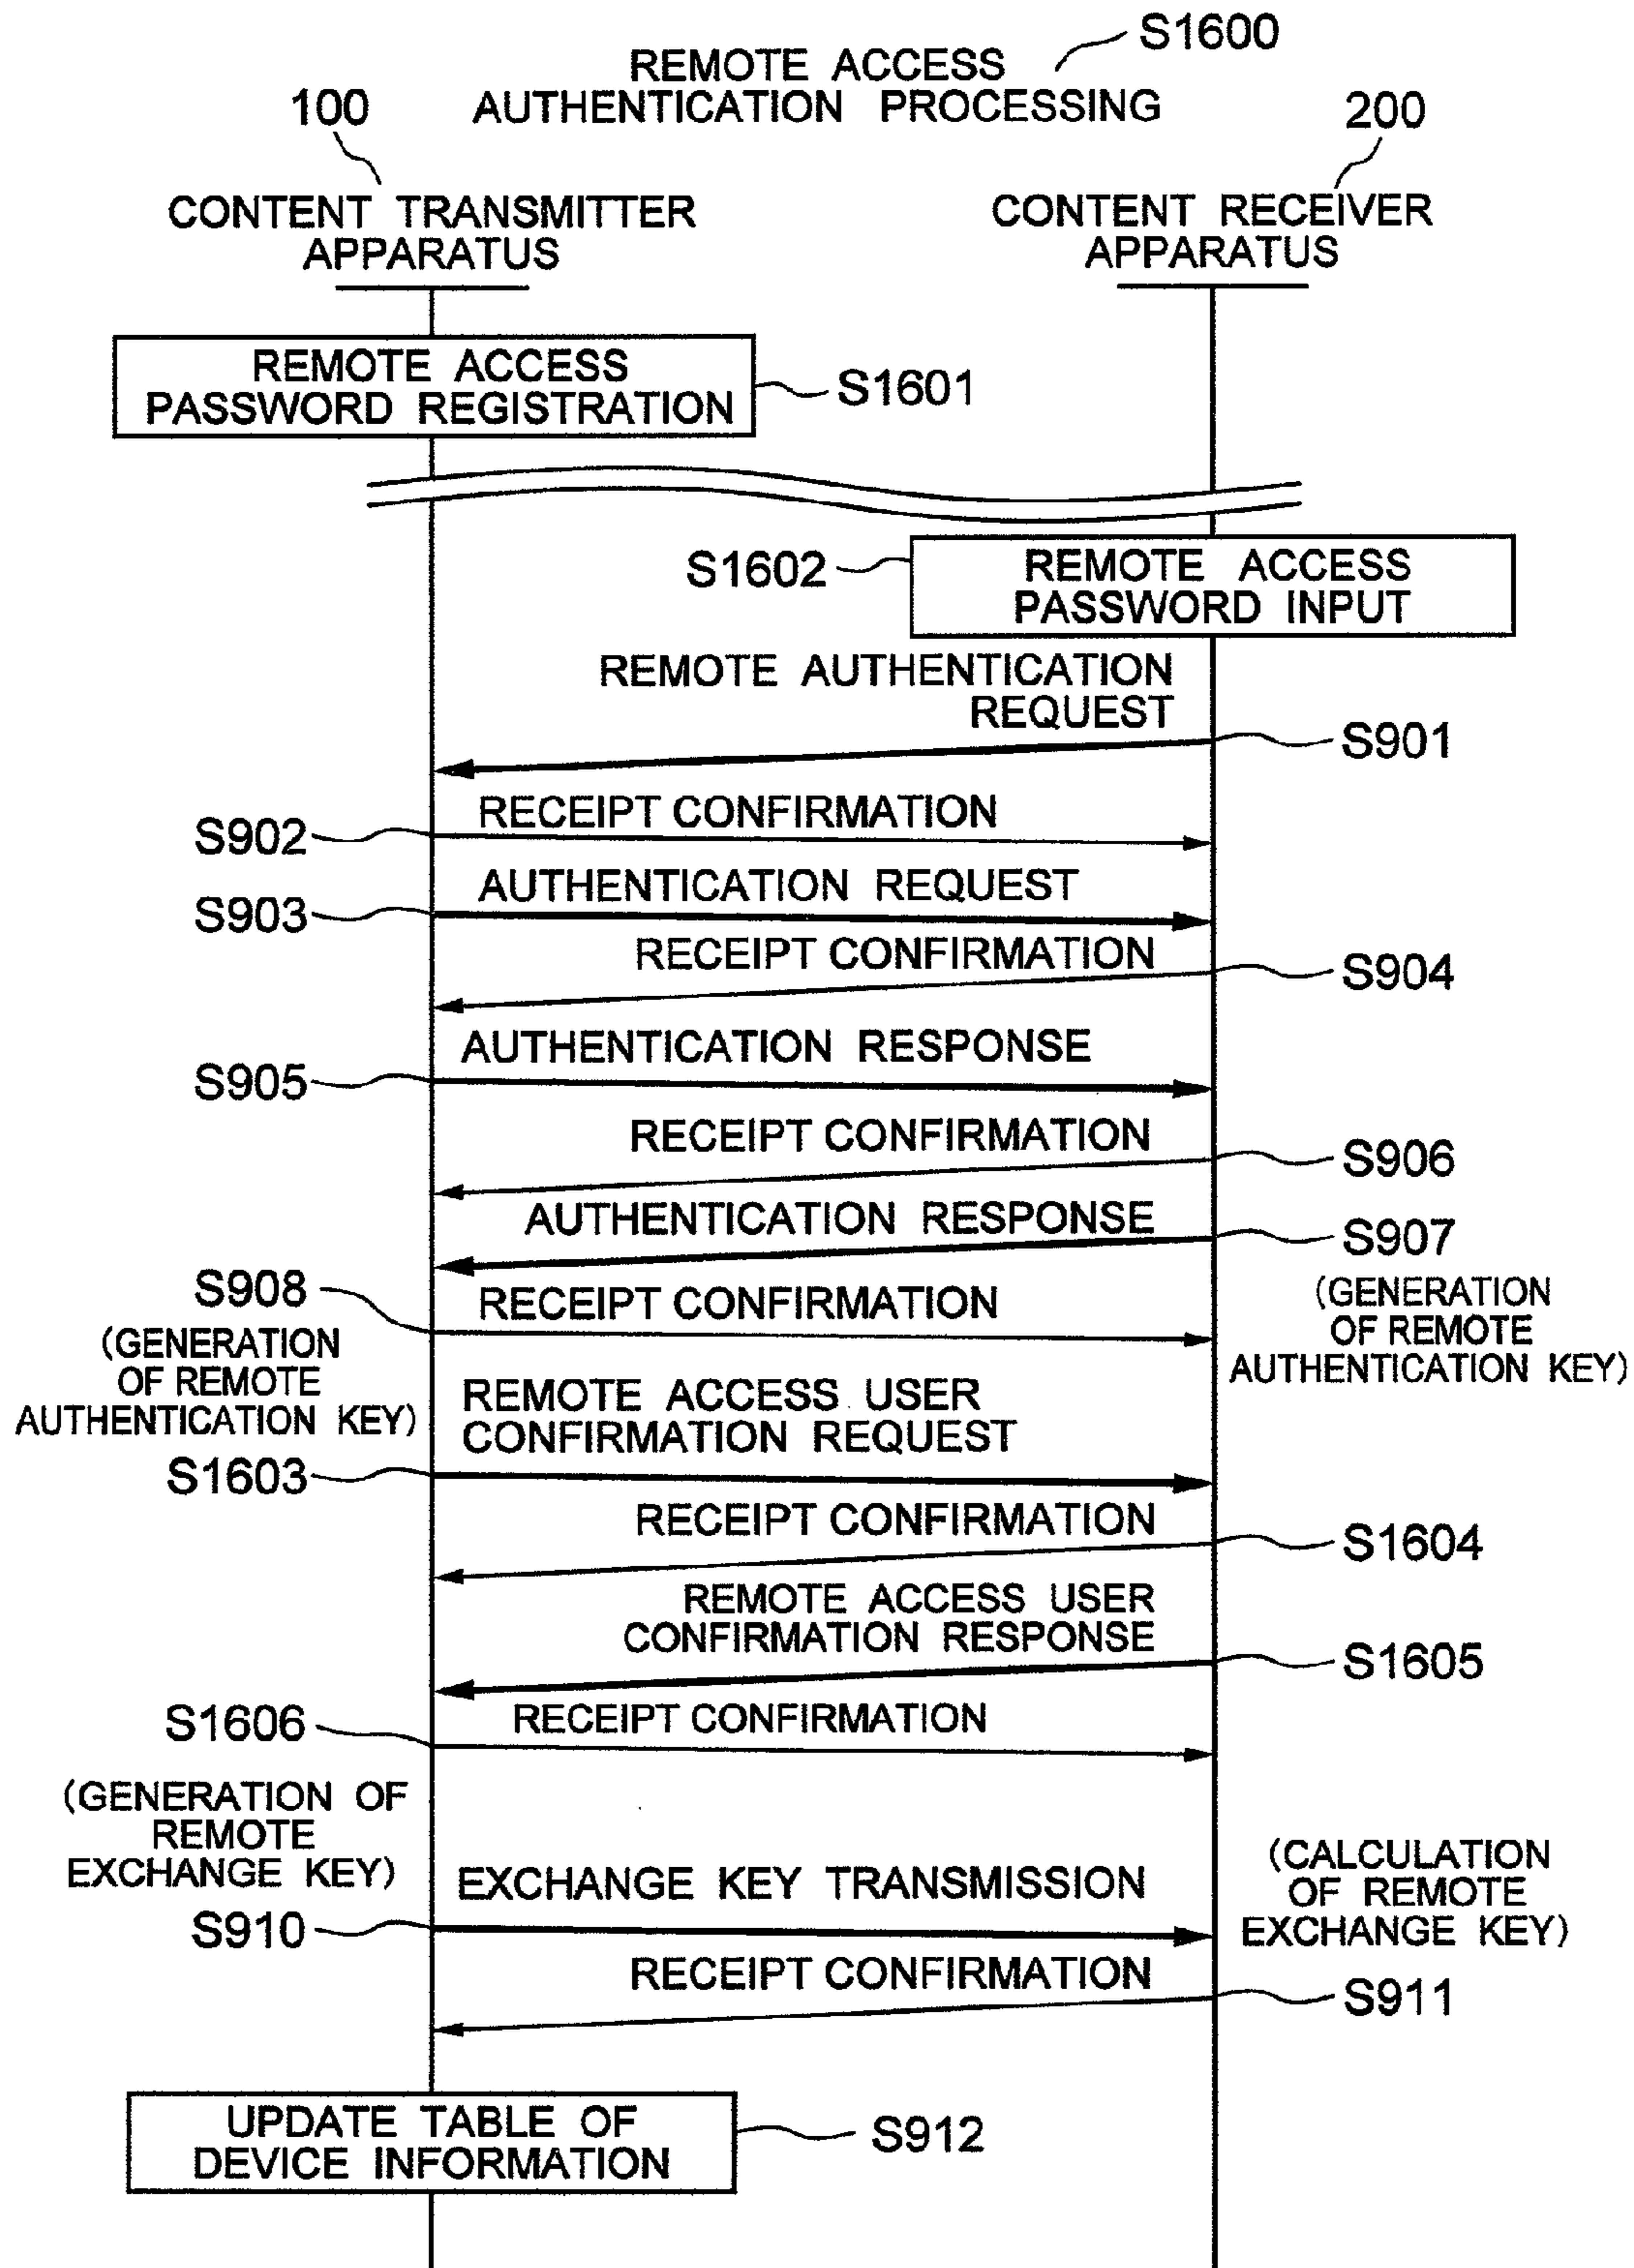 S1600
REMOTE ACCESS
AUTHENTICATION PROCESSING
100
200
CONTENT TRANSMITTER
APPARATUS
CONTENT RECEIVER
APPARATUS
REMOTE ACCESS
PASSWORD REGISTRATION
S1601
S1602
REMOTE ACCESS
PASSWORD INPUT
REMOTE AUTHENTICATION
REQUEST
S901
RECEIPT CONFIRMATION
S902
AUTHENTICATION REQUEST
S903
RECEIPT CONFIRMATION
S904
AUTHENTICATION RESPONSE
S905
RECEIPT CONFIRMATION
S906
AUTHENTICATION RESPONSE
S907
(GENERATION
OF REMOTE
AUTHENTICATION KEY)
S908
RECEIPT CONFIRMATION
(GENERATION
OF REMOTE
AUTHENTICATION KEY)
REMOTE ACCESS USER
CONFIRMATION REQUEST
S1603
RECEIPT CONFIRMATION
S1604
REMOTE ACCESS USER
CONFIRMATION RESPONSE
S1605
S1606
RECEIPT CONFIRMATION
(GENERATION OF
REMOTE
EXCHANGE KEY)
EXCHANGE KEY TRANSMISSION
S910
(CALCULATION
OF REMOTE
EXCHANGE KEY)
RECEIPT CONFIRMATION
S911
UPDATE TABLE OF
DEVICE INFORMATION
S912